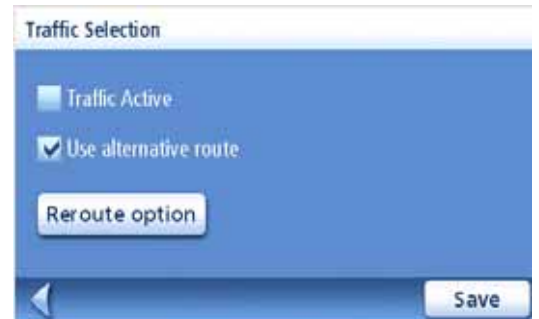 Traffic Selection
Traffic Active
Use alternative route
Reroute option
Save